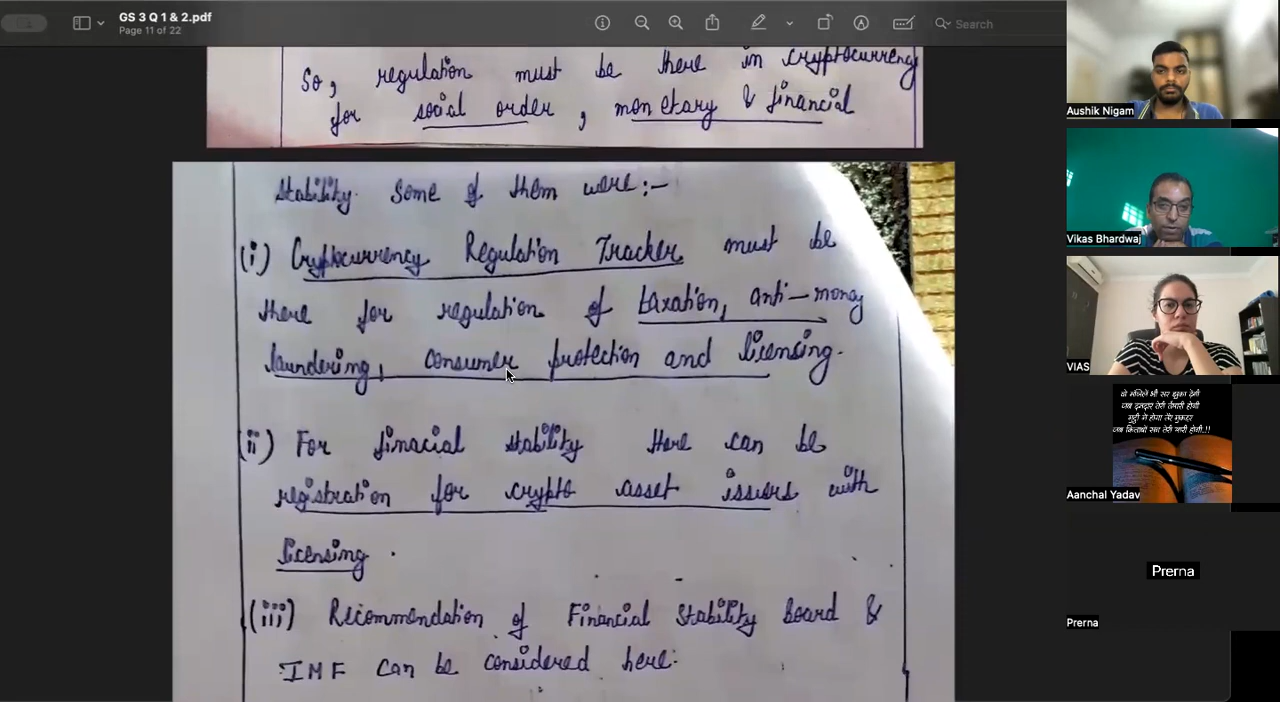 GS 3 Q 1 & 2.pdf
Page 11 of 22
Search
So, regulation must be there in cryptocurrency
for social order, monetary & financial
stability. Some of them were:-
(i) Cryptocurrency Regulation Tracker must be
there for regulation of taxation, anti-money
laundering, consumer protection and licensing.
(ii) For finacial stability there can be
registration for crypto asset issuers with
licensing.
(iii) Recommendation of Financial Stability Board &
IMF can be considered here.
Aushik Nigam
Vikas Bhardwaj
VIAS
Aanchal Yadav
Prerna
Prerna